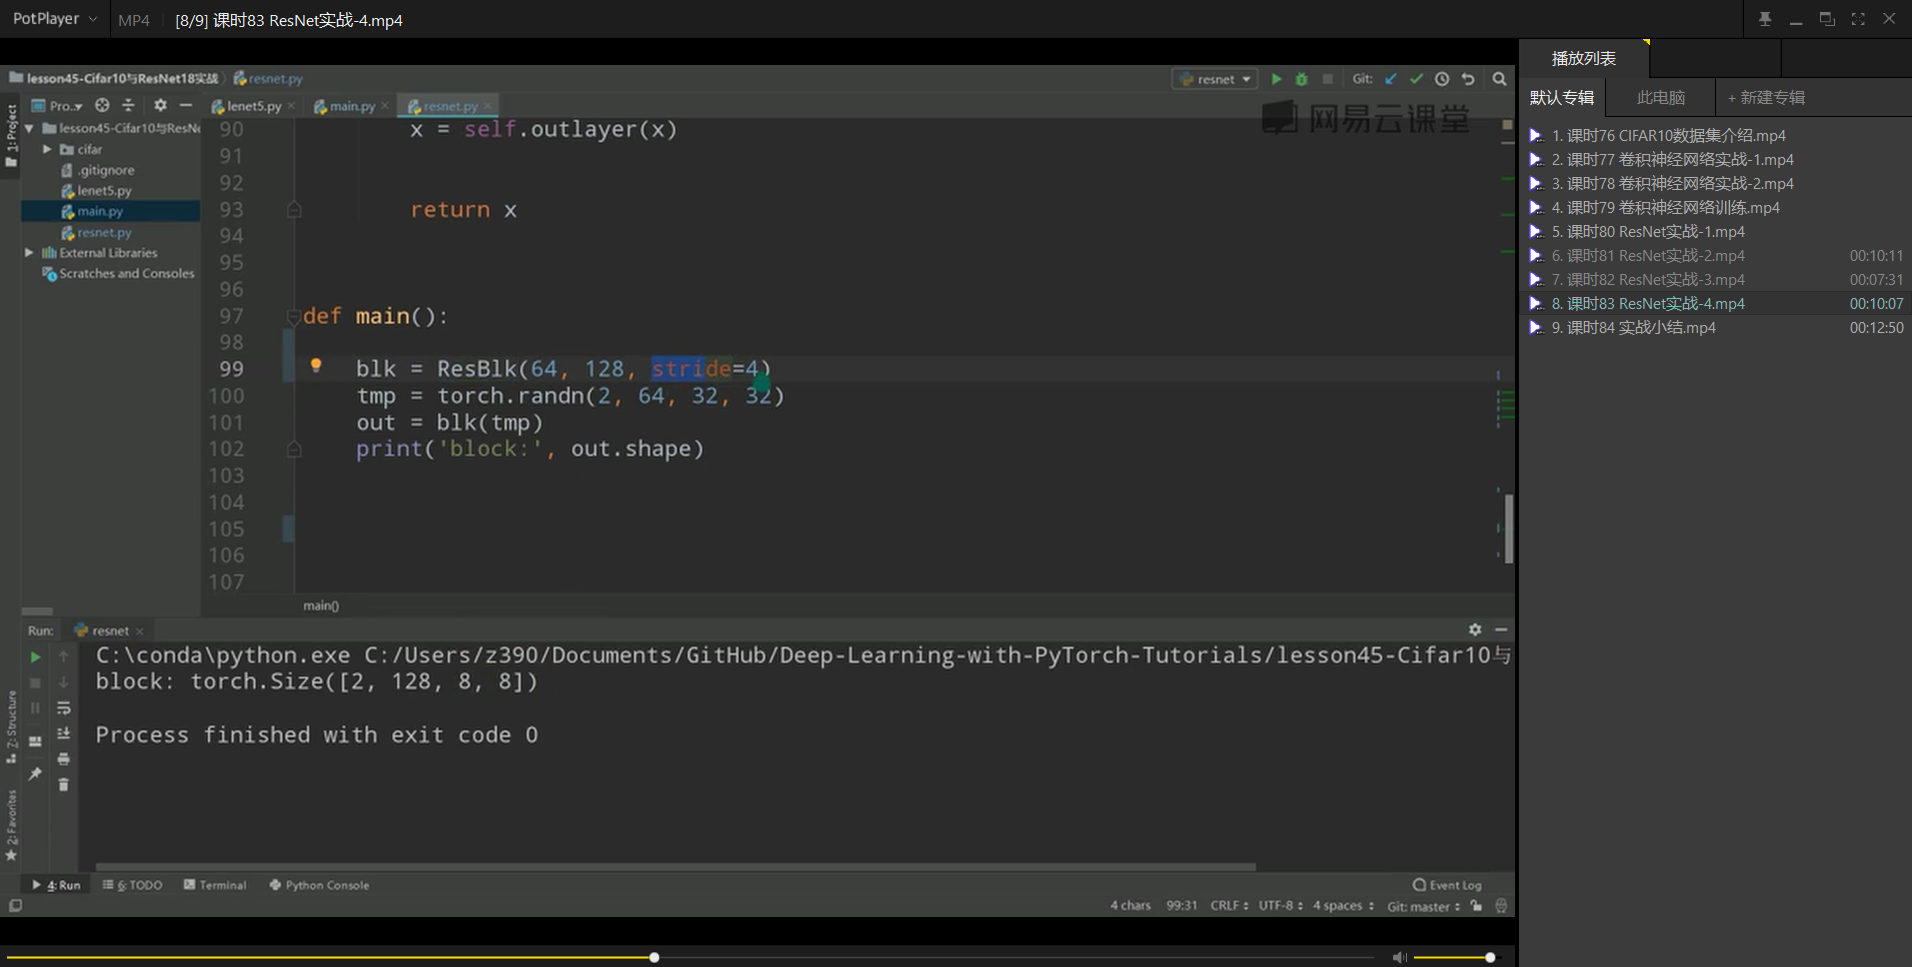 PotPlayer MP4 [8/9] 课时83 ResNet实战-4.mp4
lesson45-Cifar10与ResNet18实战 resnet.py
resnet Git:
1: Project
Pro..
lenet5.py main.py resnet.py
网易云课堂
lesson45-Cifar10与ResNe
cifar
.gitignore
lenet5.py
main.py
resnet.py
External Libraries
Scratches and Consoles
90 x = self.outlayer(x)
91
92
93 return x
94
95
96
97 def main():
98
99 blk = ResBlk(64, 128, stride=4)
100 tmp = torch.randn(2, 64, 32, 32)
101 out = blk(tmp)
102 print('block:', out.shape)
103
104
105
106
107
main()
Run: resnet
C:\conda\python.exe C:/Users/z390/Documents/GitHub/Deep-Learning-with-PyTorch-Tutorials/lesson45-Cifar10与
block: torch.Size([2, 128, 8, 8])
Process finished with exit code 0
Z: Structure
2: Favorites
4: Run 6: TODO Terminal Python Console Event Log
4 chars 99:31 CRLF UTF-8 4 spaces Git: master
播放列表
默认专辑 此电脑 + 新建专辑
1. 课时76 CIFAR10数据集介绍.mp4
2. 课时77 卷积神经网络实战-1.mp4
3. 课时78 卷积神经网络实战-2.mp4
4. 课时79 卷积神经网络训练.mp4
5. 课时80 ResNet实战-1.mp4
6. 课时81 ResNet实战-2.mp4 00:10:11
7. 课时82 ResNet实战-3.mp4 00:07:31
8. 课时83 ResNet实战-4.mp4 00:10:07
9. 课时84 实战小结.mp4 00:12:50